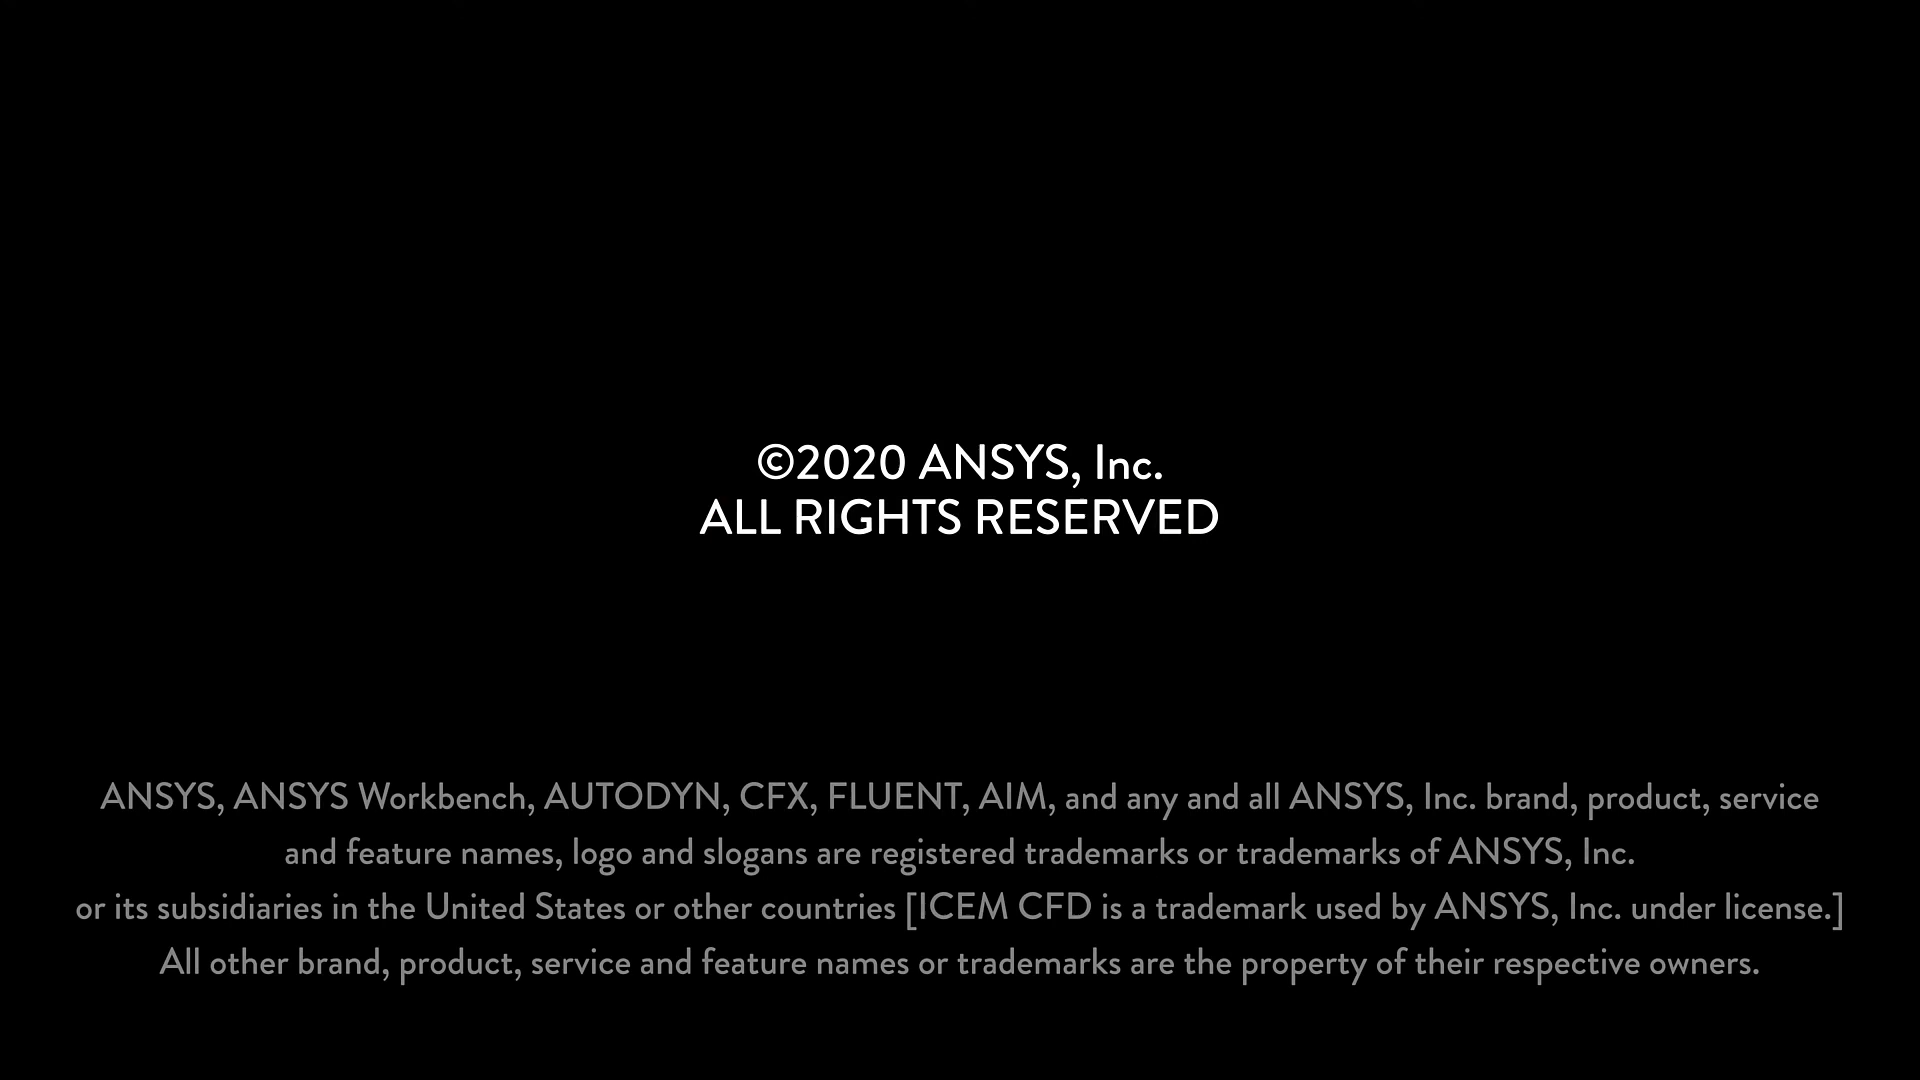 ©2020 ANSYS, Inc.
ALL RIGHTS RESERVED
ANSYS, ANSYS Workbench, AUTODYN, CFX, FLUENT, AIM, and any and all ANSYS, Inc. brand, product, service
and feature names, logo and slogans are registered trademarks or trademarks of ANSYS, Inc.
or its subsidiaries in the United States or other countries [ICEM CFD is a trademark used by ANSYS, Inc. under license.]
All other brand, product, service and feature names or trademarks are the property of their respective owners.